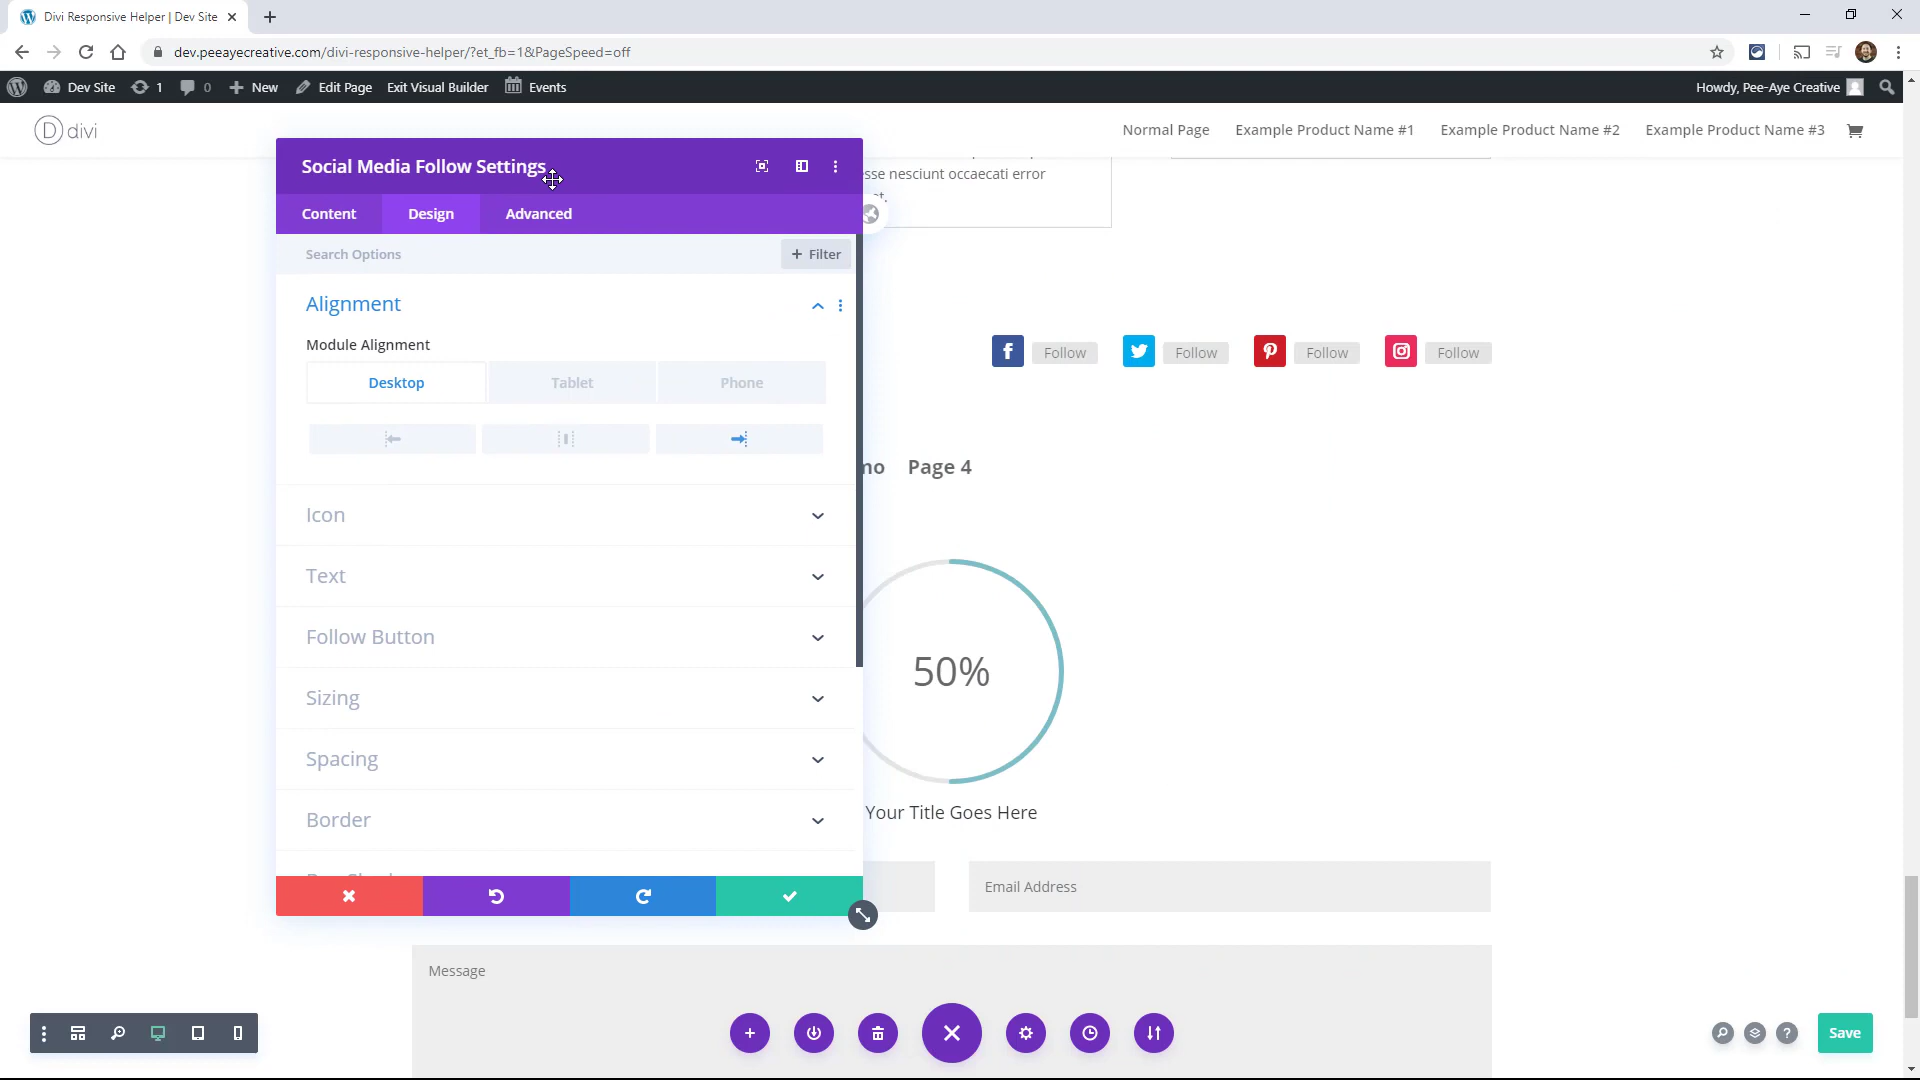 Divi Responsive Helper | Dev Site
dev.peeayecreative.com/divi-responsive-helper/?et_fb=1&PageSpeed=off
Dev Site 1 0 New Edit Page Exit Visual Builder Events Howdy, Pee-Aye Creative
D divi Normal Page Example Product Name #1 Example Product Name #2 Example Product Name #3
Social Media Follow Settings
esse nesciunt occaecati error
Content Design Advanced
Search Options + Filter
Alignment
Module Alignment
Follow Follow Follow Follow
Desktop Tablet Phone
Page 4
Icon
Text
Follow Button
50%
Sizing
Spacing
Your Title Goes Here
Border
Email Address
Message
Save